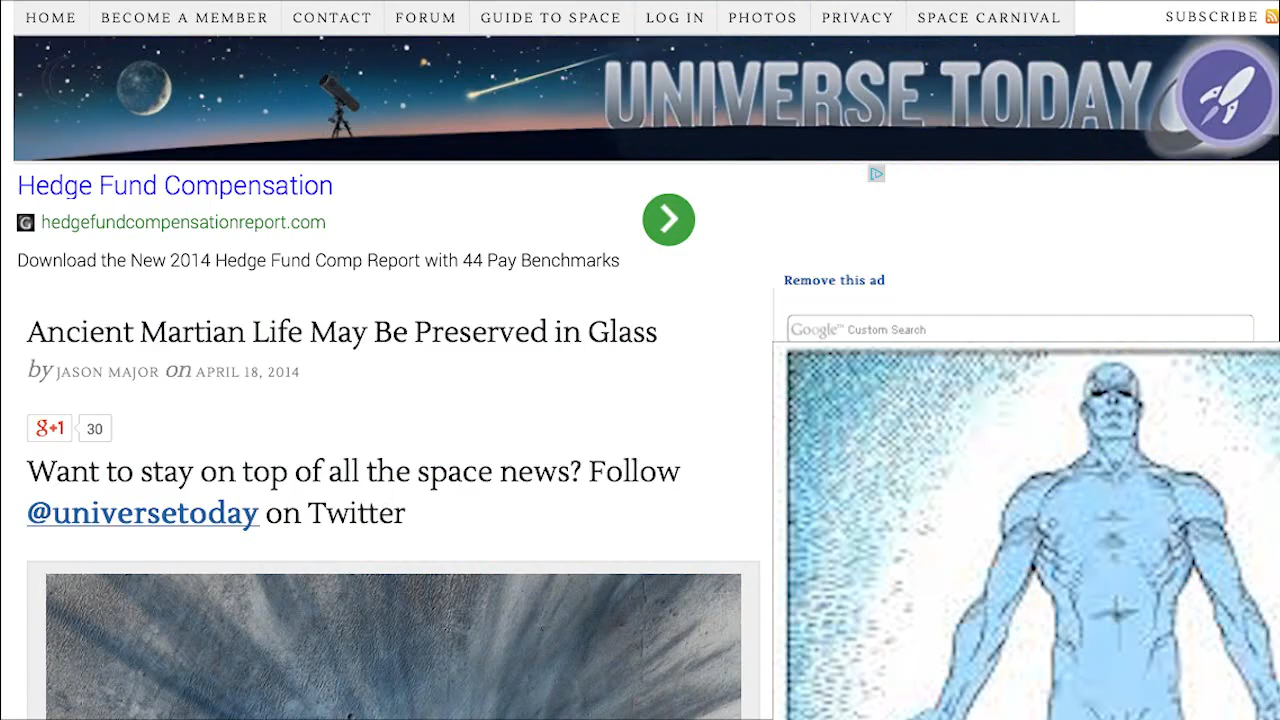 HOME BECOME A MEMBER CONTACT FORUM GUIDE TO SPACE LOG IN PHOTOS PRIVACY SPACE CARNIVAL SUBSCRIBE
UNIVERSE TODAY
Hedge Fund Compensation
hedgefundcompensationreport.com
Download the New 2014 Hedge Fund Comp Report with 44 Pay Benchmarks
Remove this ad
Google™ Custom Search
Ancient Martian Life May Be Preserved in Glass
by JASON MAJOR on APRIL 18, 2014
g+1 30
Want to stay on top of all the space news? Follow
@universetoday on Twitter